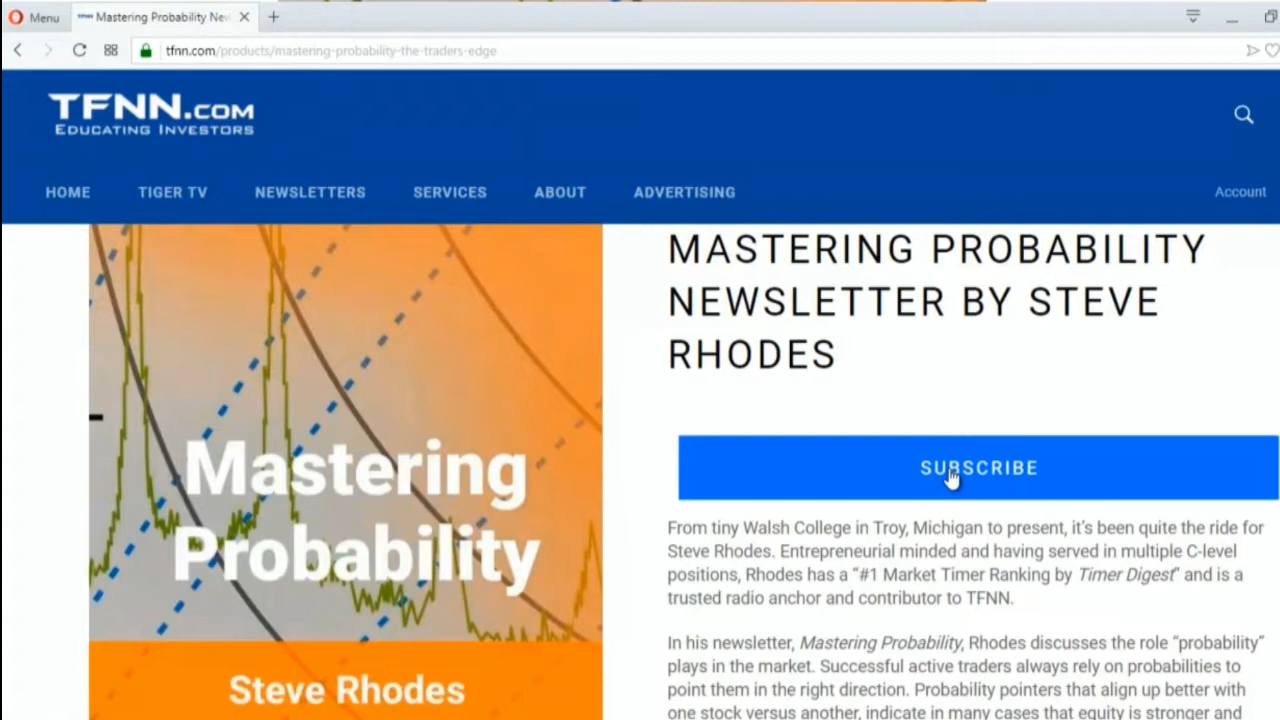 Menu
Mastering Probability Nev
tfnn.com/products/mastering-probability-the-traders-edge
TFNN.COM
EDUCATING INVESTORS
HOME TIGER TV NEWSLETTERS SERVICES ABOUT ADVERTISING Account
MASTERING PROBABILITY
NEWSLETTER BY STEVE
RHODES
Mastering
Probability
Steve Rhodes
SUBSCRIBE
From tiny Walsh College in Troy, Michigan to present, it's been quite the ride for
Steve Rhodes. Entrepreneurial minded and having served in multiple C-level
positions, Rhodes has a “#1 Market Timer Ranking by Timer Digest” and is a
trusted radio anchor and contributor to TFNN.
In his newsletter, Mastering Probability, Rhodes discusses the role “probability”
plays in the market. Successful active traders always rely on probabilities to
point them in the right direction. Probability pointers that align up better with
one stock versus another, indicate in many cases that equity is stronger and